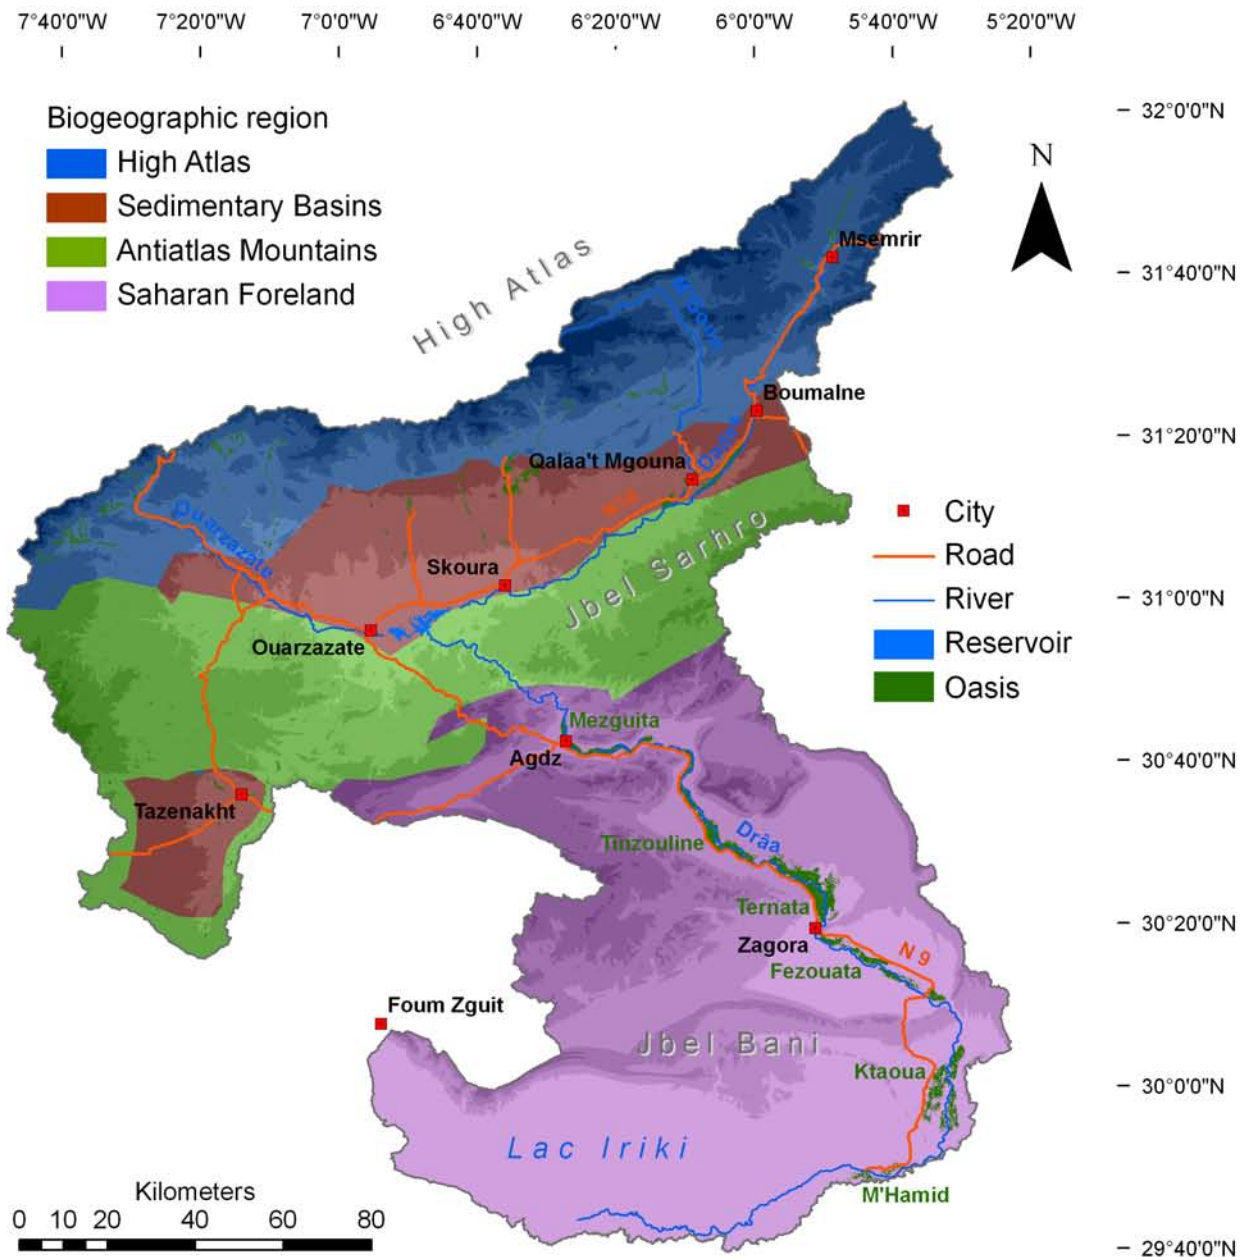 7°40'0"W 7°20'0"W 7°00'0"W 6°40'0"W 6°20'0"W 6°00'0"W 5°40'0"W 5°20'0"W
32°0'0"N
Biogeographic region
High Atlas
Sedimentary Basins
Antiatlas Mountains
Saharan Foreland
N
High Atlas
Msemrir
31°40'0"N
M'Goun
Boumalne
31°20'0"N
Dadès
Qalaa't Mgouna
Ouarzazate
N10
Jbel Sarhro
City
Road
River
Reservoir
Oasis
Skoura
31°0'0"N
Ouarzazate
Mezguita
Agdz
30°40'0"N
Tazenakht
Tinzouline
Drâa
Ternata
30°20'0"N
Zagora
N 9
Fezouata
Foum Zguit
Jbel Bani
Ktaoua
30°0'0"N
Lac Iriki
M'Hamid
Kilometers
0 10 20 40 60 80
29°40'0"N